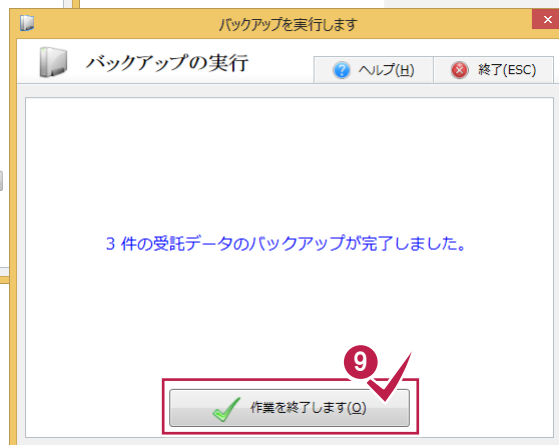 バックアップを実行します
バックアップの実行
ヘルプ(H)
終了(ESC)
3 件の受託データのバックアップが完了しました。
9
作業を終了します(O)